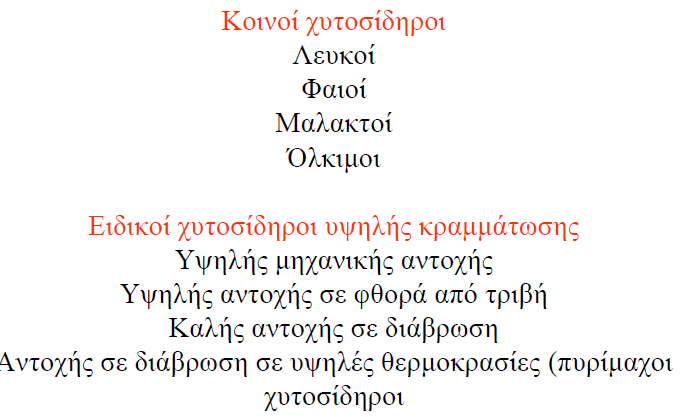 Κοινοί χυτοσίδηροι
Λευκοί
Φαιοί
Μαλακτοί
Όλκιμοι
Ειδικοί χυτοσίδηροι υψηλής κραμμάτωσης
Υψηλής μηχανικής αντοχής
Υψηλής αντοχής σε φθορά από τριβή
Καλής αντοχής σε διάβρωση
Αντοχής σε διάβρωση σε υψηλές θερμοκρασίες (πυρίμαχοι
χυτοσίδηροι